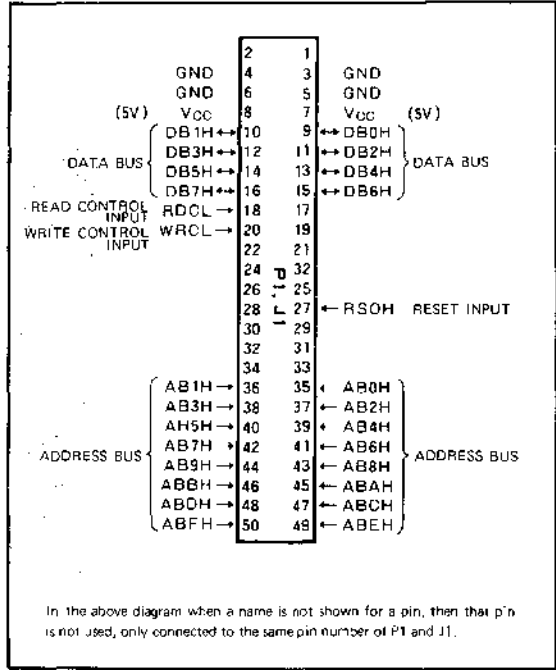 2 1
GND 4 3 GND
GND 6 5 GND
(5V) VCC 8 7 VCC (5V)
DB1H 10 9 DB0H
DB3H 12 11 DB2H
DATA BUS DB5H 14 13 DB4H DATA BUS
DB7H 16 15 DB6H
READ CONTROL INPUT RDCL 18 17
WRITE CONTROL INPUT WRCL 20 19
22 21
24 32
26 25
P1, J1
28 27 RSOH RESET INPUT
30 29
32 31
34 33
AB1H 36 35 AB0H
AB3H 38 37 AB2H
AH5H 40 39 AB4H
AB7H 42 41 AB6H
ADDRESS BUS AB9H 44 43 AB8H ADDRESS BUS
ABBH 46 45 ABAH
ABDH 48 47 ABCH
ABFH 50 49 ABEH
In the above diagram when a name is not shown for a pin, then that pin
is not used, only connected to the same pin number of P1 and J1.